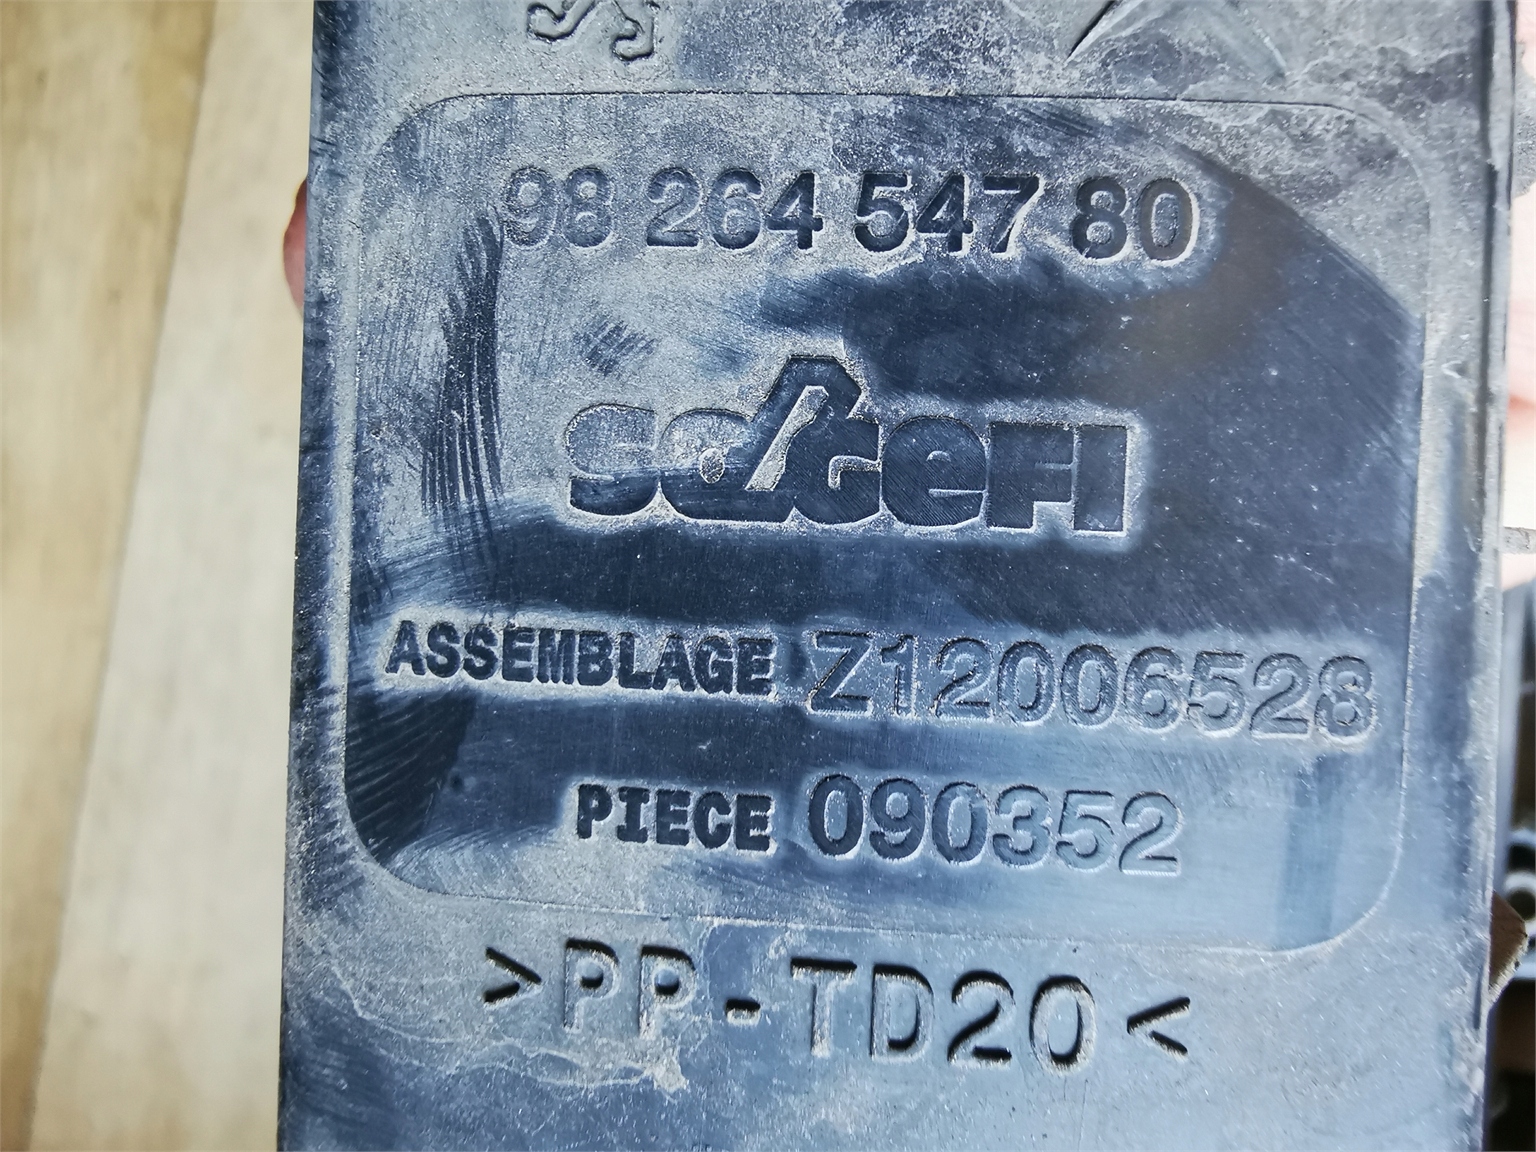 98 264 547 80
SOGEFI
ASSEMBLAGE Z12006528
PIECE 090352
>PP-TD20<